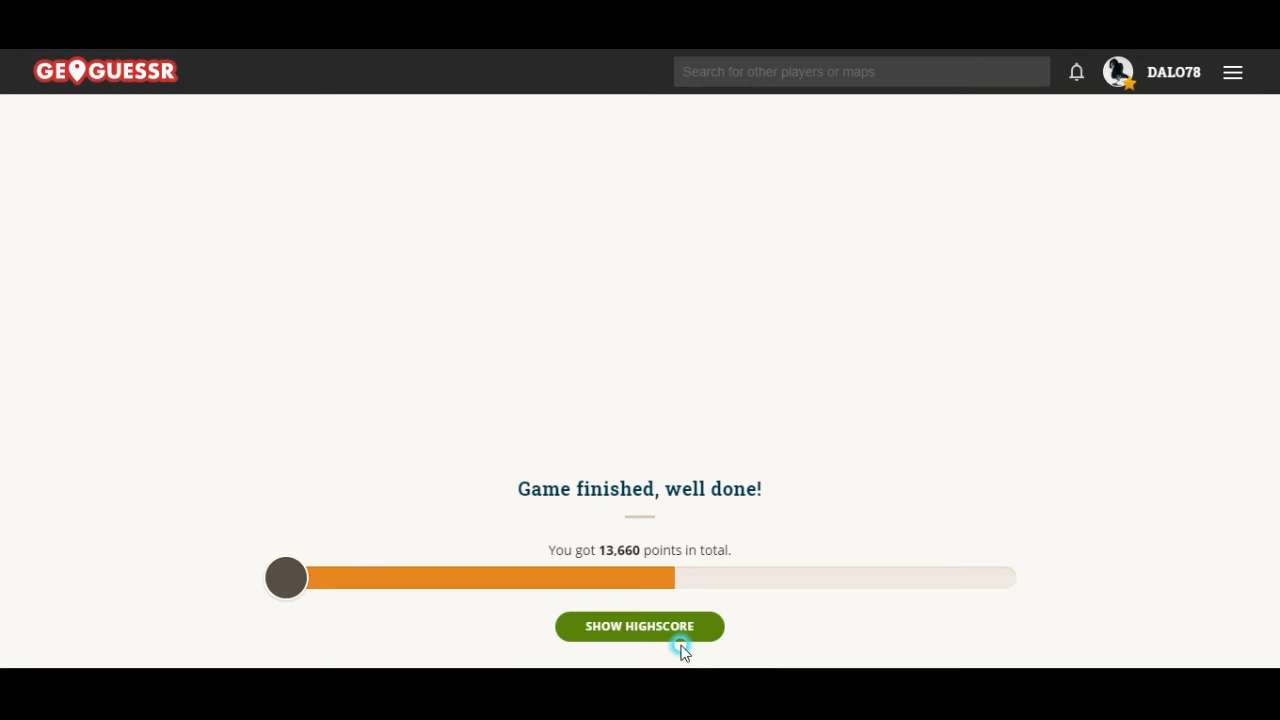 GEOGUESSR
Search for other players or maps
DALO78
Game finished, well done!
You got 13,660 points in total.
SHOW HIGHSCORE